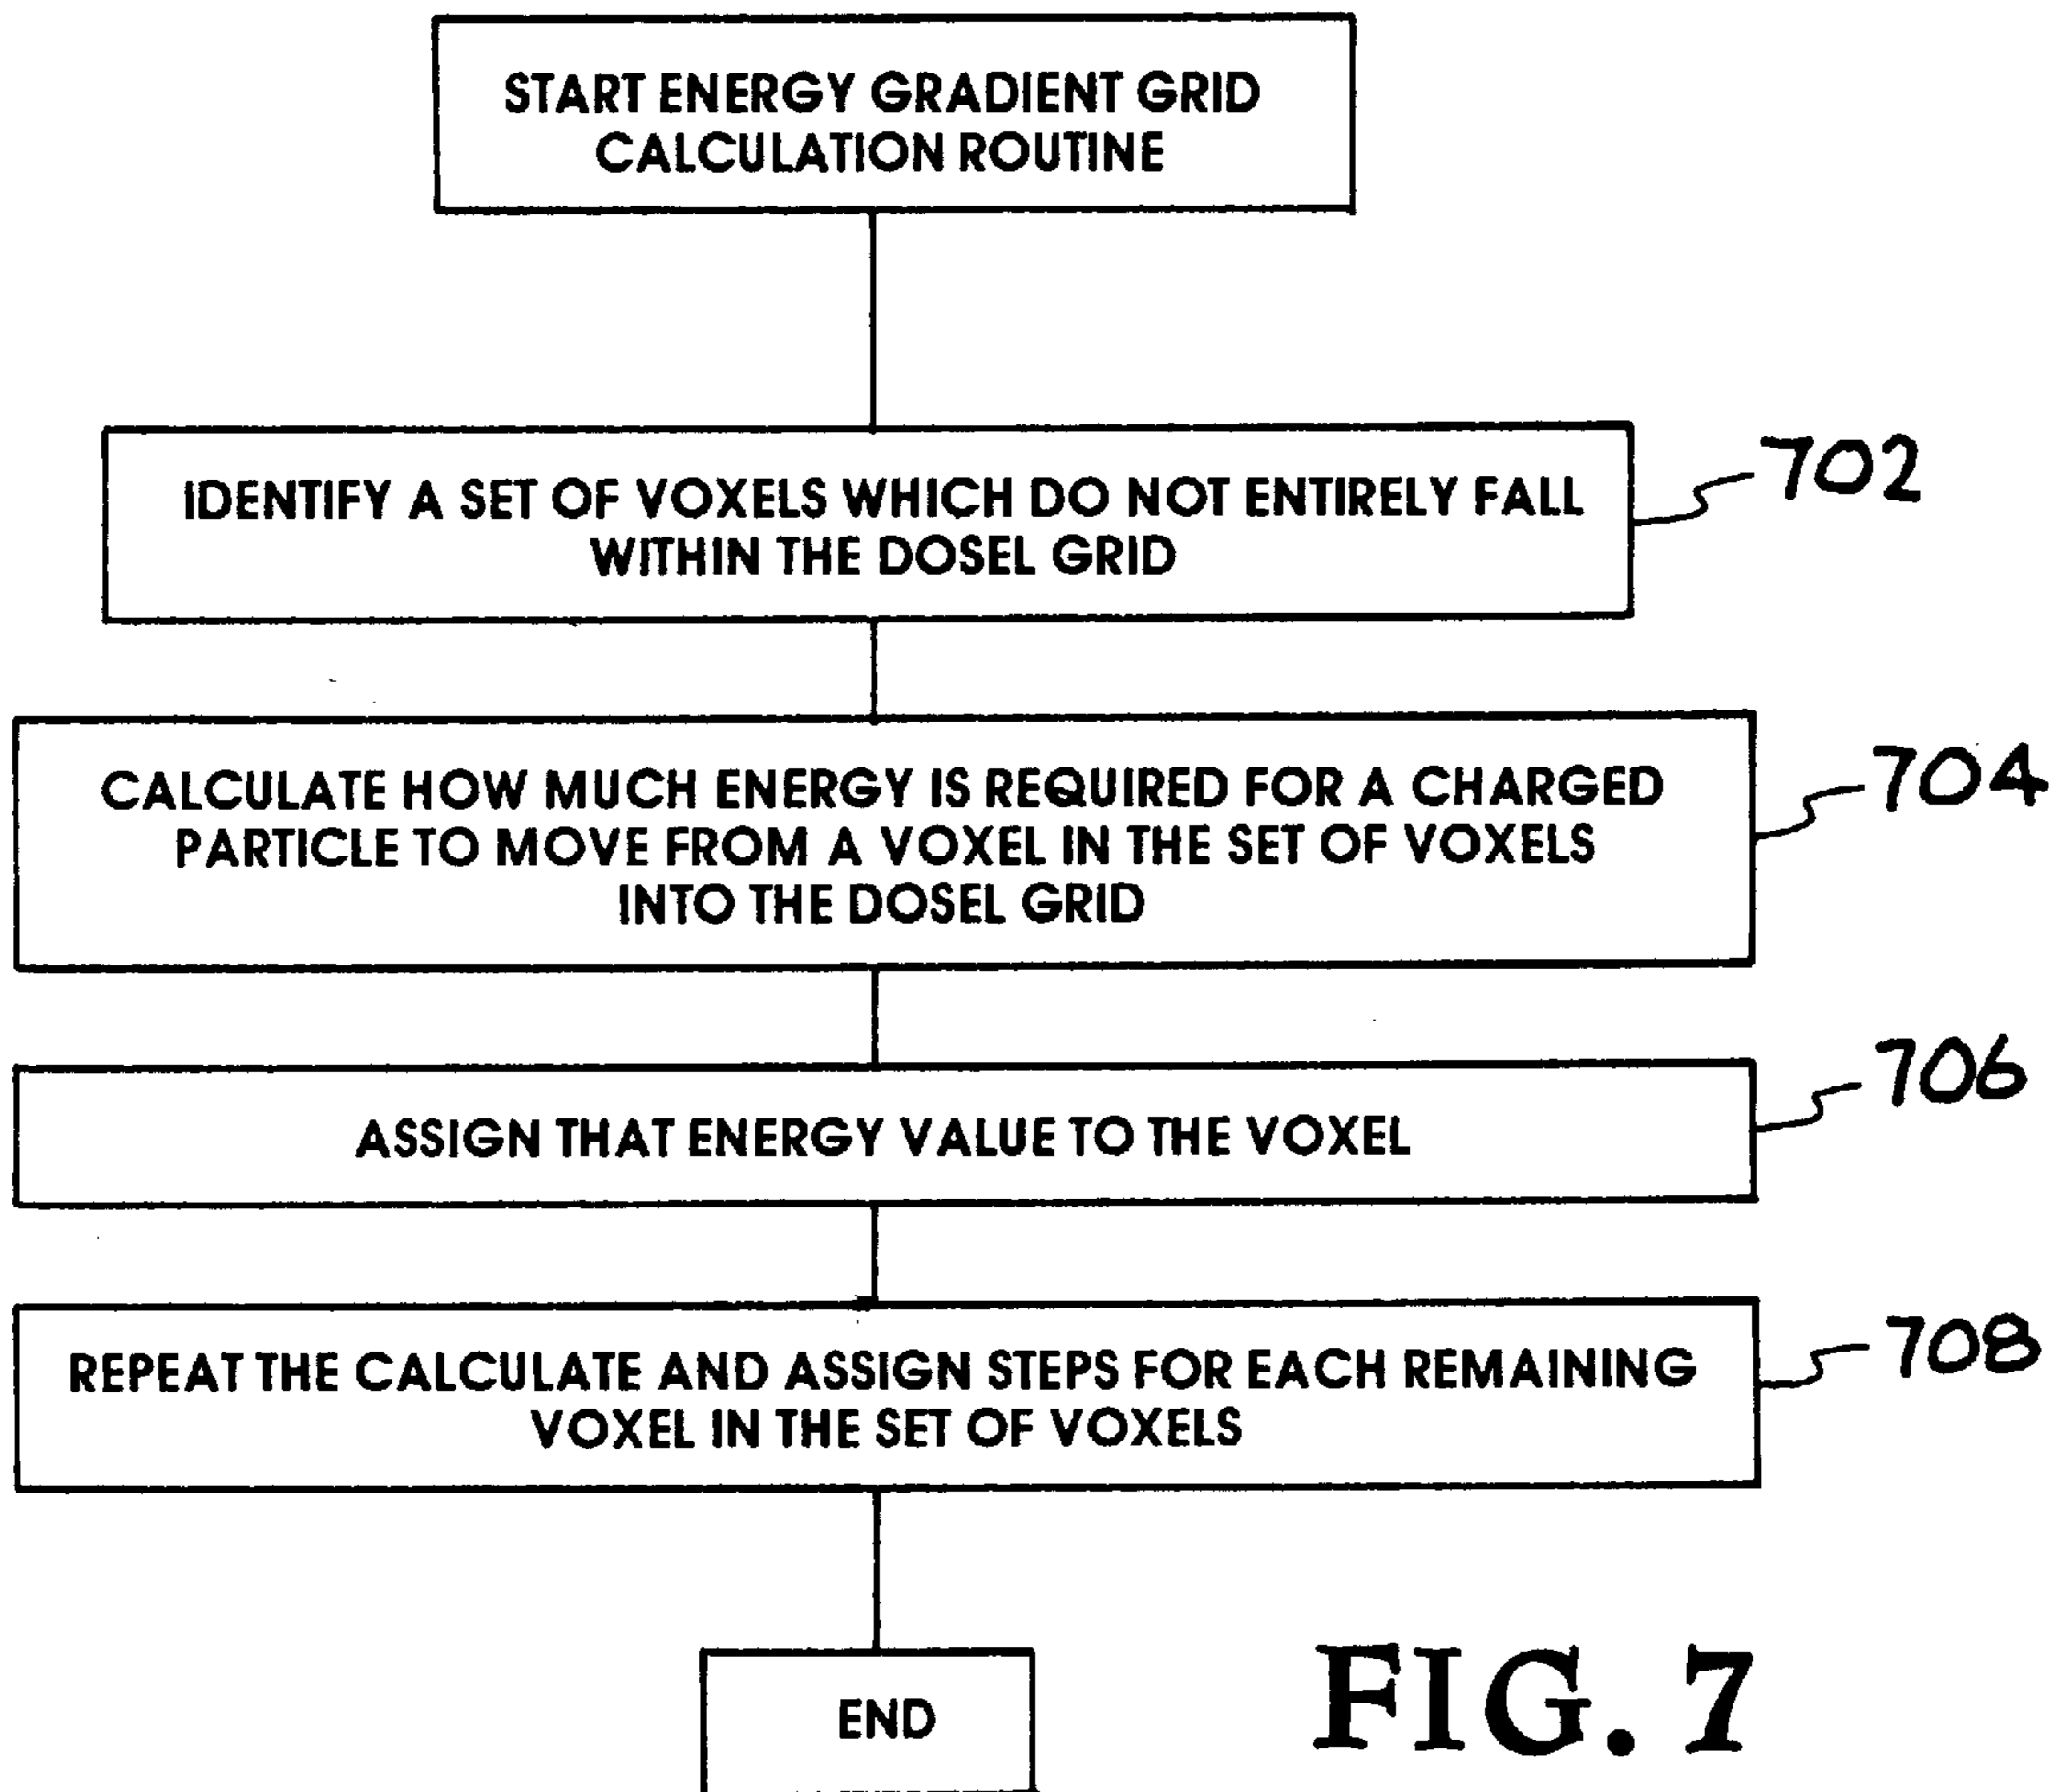 START ENERGY GRADIENT GRID
CALCULATION ROUTINE
IDENTIFY A SET OF VOXELS WHICH DO NOT ENTIRELY FALL
WITHIN THE DOSEL GRID
702
CALCULATE HOW MUCH ENERGY IS REQUIRED FOR A CHARGED
PARTICLE TO MOVE FROM A VOXEL IN THE SET OF VOXELS
INTO THE DOSEL GRID
704
ASSIGN THAT ENERGY VALUE TO THE VOXEL
706
REPEAT THE CALCULATE AND ASSIGN STEPS FOR EACH REMAINING
VOXEL IN THE SET OF VOXELS
708
END
FIG. 7